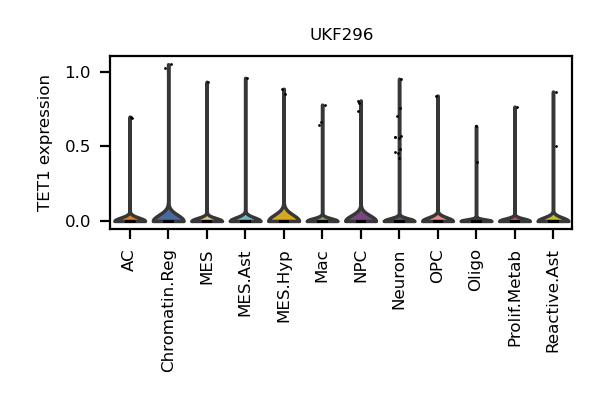 UKF296
TET1 expression
1.0
0.5
0.0
AC
Chromatin.Reg
MES
MES.Ast
MES.Hyp
Mac
NPC
Neuron
OPC
Oligo
Prolif.Metab
Reactive.Ast